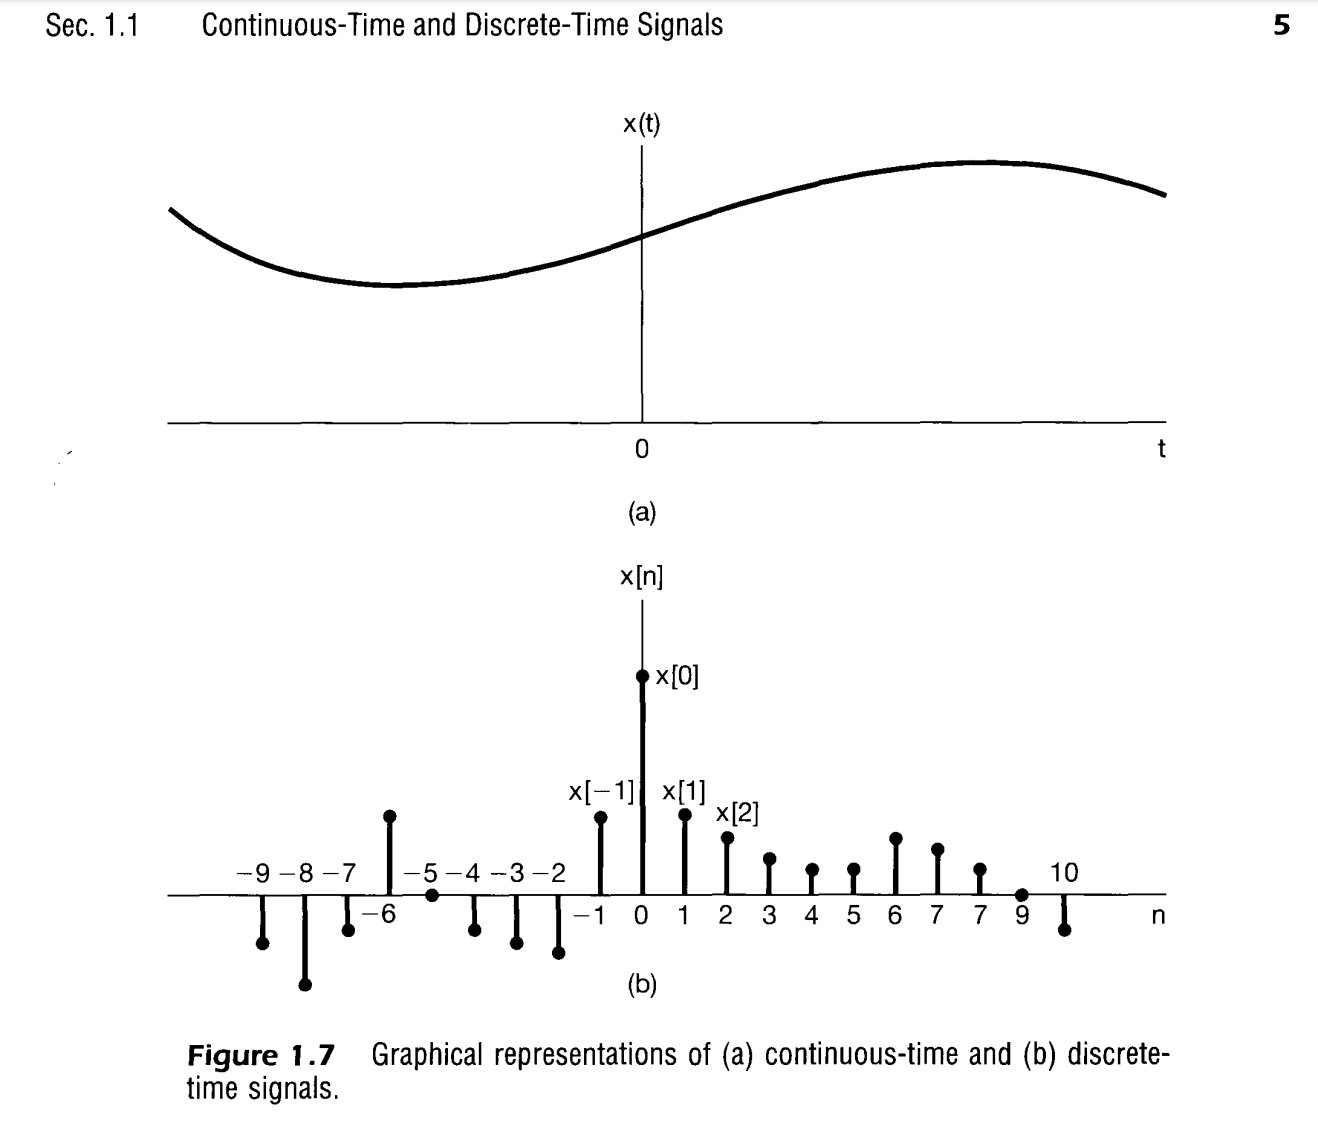 Sec. 1.1 Continuous-Time and Discrete-Time Signals 5
x(t)
0 t
(a)
x[n]
x[0]
x[−1] x[1]
x[2]
−9 −8 −7 −5 −4 −3 −2 10
−6 −1 0 1 2 3 4 5 6 7 7 9 n
(b)
Figure 1.7 Graphical representations of (a) continuous-time and (b) discrete-
time signals.